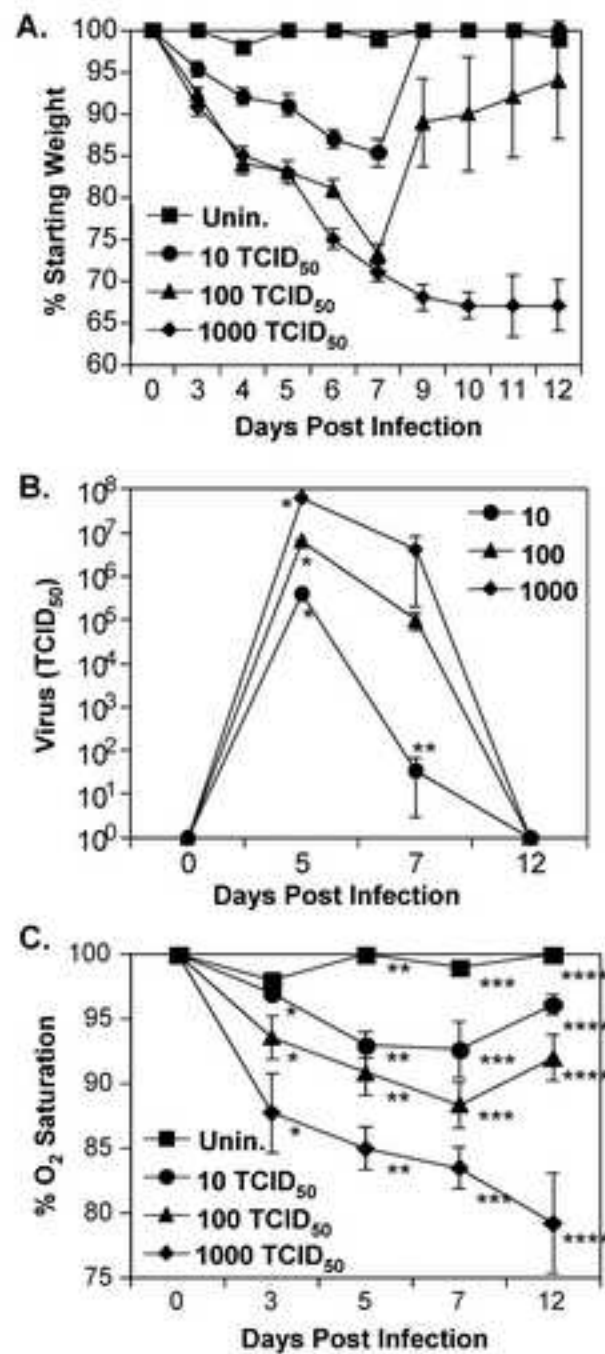 A.
100
95
90
85
80
75
70
65
60
% Starting Weight
Unin.
10 TCID50
100 TCID50
1000 TCID50
0 3 4 5 6 7 9 10 11 12
Days Post Infection
B.
10^8
10^7
10^6
10^5
10^4
10^3
10^2
10^1
10^0
Virus (TCID50)
10
100
1000
*
*
*
**
0 5 7 12
Days Post Infection
C.
100
95
90
85
80
75
% O2 Saturation
** *** ****
* ** *** ****
* ** *** ****
* ** *** ****
Unin.
10 TCID50
100 TCID50
1000 TCID50
0 3 5 7 12
Days Post Infection